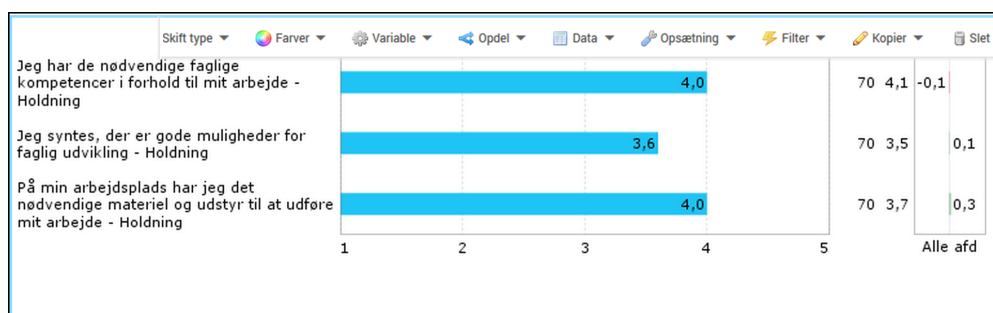 Skift type Farver Variable Opdel Data Opsætning Filter Kopier Slet
Jeg har de nødvendige faglige
kompetencer i forhold til mit arbejde -
Holdning
4,0 70 4,1 -0,1
Jeg syntes, der er gode muligheder for
faglig udvikling - Holdning
3,6 70 3,5 0,1
På min arbejdsplads har jeg det
nødvendige materiel og udstyr til at udføre
mit arbejde - Holdning
4,0 70 3,7 0,3
1 2 3 4 5 Alle afd